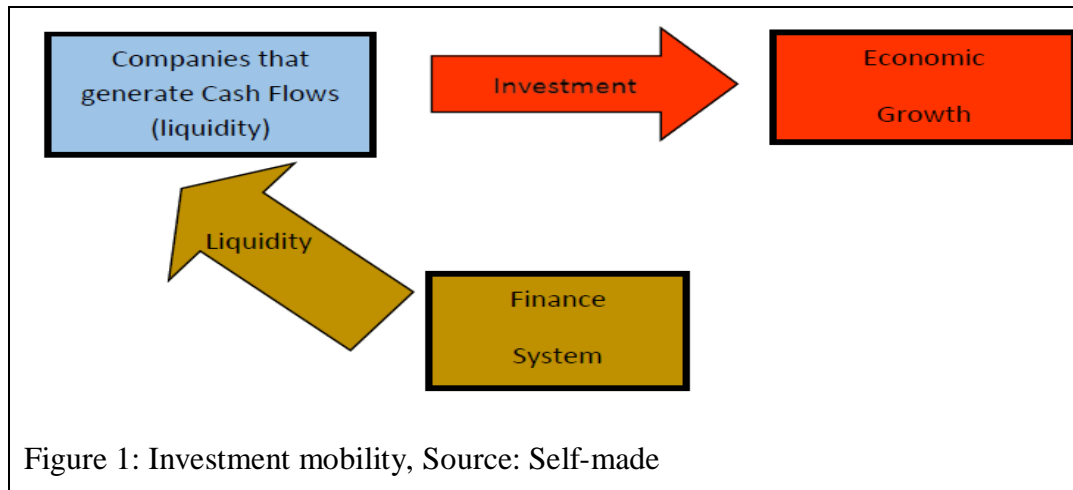 Companies that
generate Cash Flows
(liquidity)
Investment
Economic
Growth
Liquidity
Finance
System
Figure 1: Investment mobility, Source: Self-made